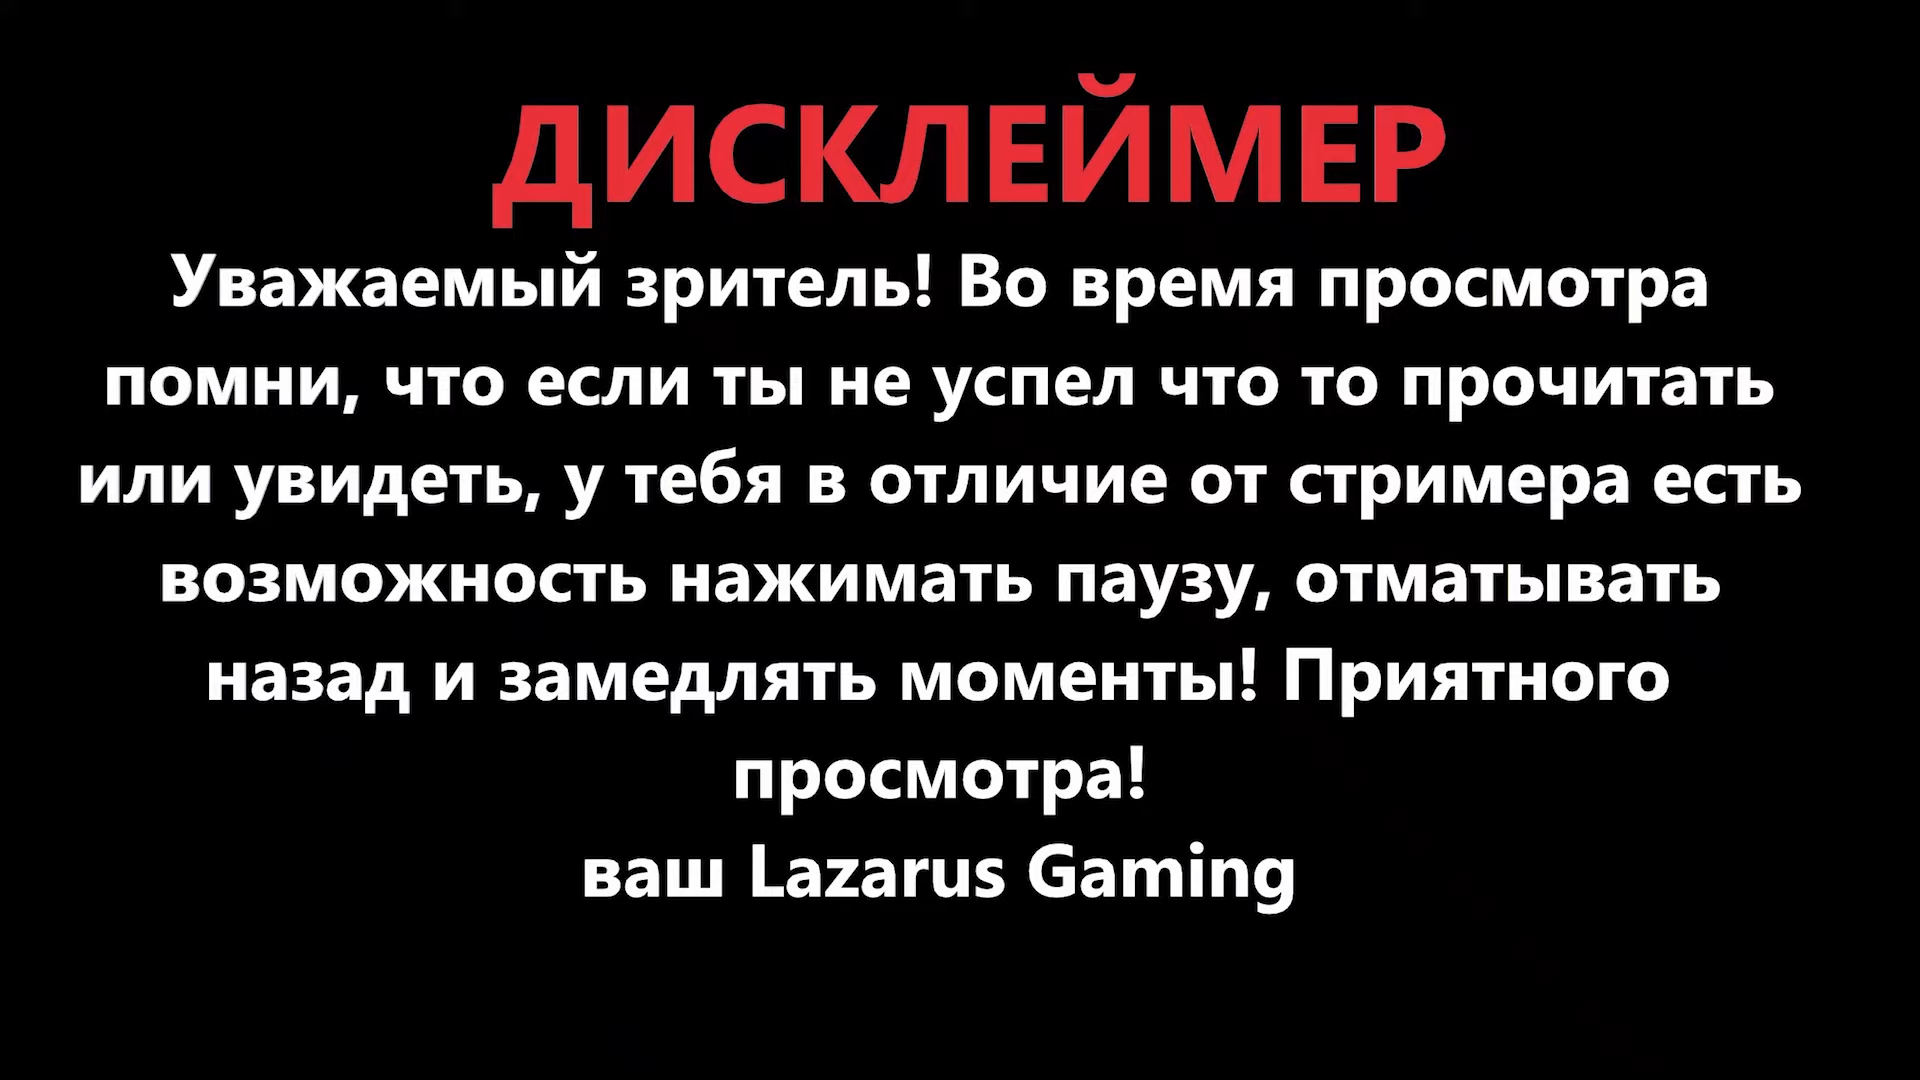 ДИСКЛЕЙМЕР
Уважаемый зритель! Во время просмотра
помни, что если ты не успел что то прочитать
или увидеть, у тебя в отличие от стримера есть
возможность нажимать паузу, отматывать
назад и замедлять моменты! Приятного
просмотра!
ваш Lazarus Gaming